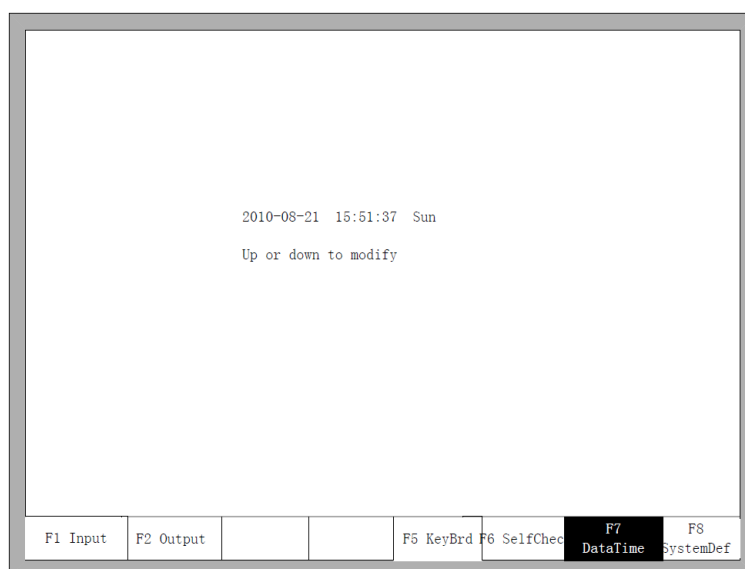 2010-08-21 15:51:37 Sun
Up or down to modify
F1 Input
F2 Output
F5 KeyBrd
F6 SelfChec
F7
DataTime
F8
SystemDef